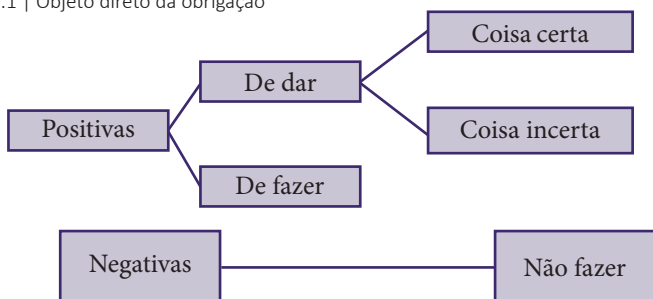 .1 | Objeto direto da obrigação
Coisa certa
De dar
Positivas
Coisa incerta
De fazer
Negativas
Não fazer